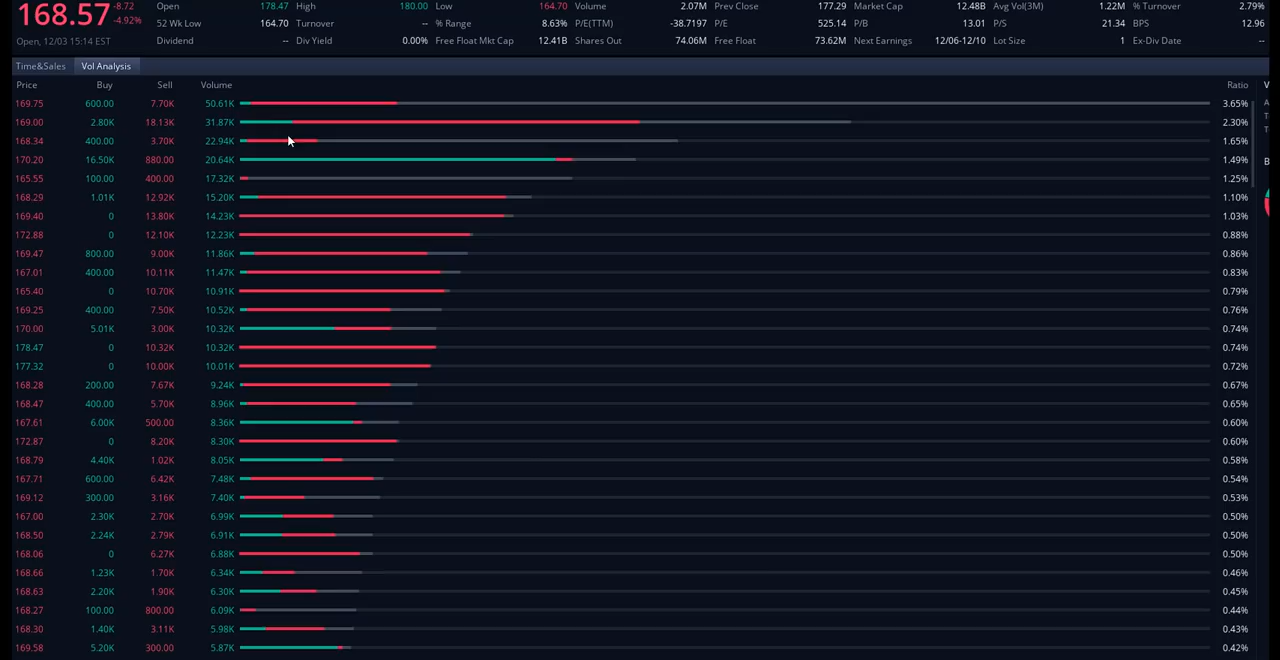 168.57 -8.72 Open 178.47 High 180.00 Low 164.70 Volume 2.07M Prev Close 177.29 Market Cap 12.48B Avg Vol(3M) 1.22M % Turnover 2.79%
-4.92% 52 Wk Low 164.70 Turnover -- % Range 8.63% P/E(TTM) -38.7197 P/E 525.14 P/B 13.01 P/S 21.34 BPS 12.96
Open, 12/03 15:14 EST Dividend -- Div Yield 0.00% Free Float Mkt Cap 12.41B Shares Out 74.06M Free Float 73.62M Next Earnings 12/06-12/10 Lot Size 1 Ex-Div Date --
Time&Sales Vol Analysis
Price Buy Sell Volume Ratio V
169.75 600.00 7.70K 50.61K 3.65%
169.00 2.80K 18.13K 31.87K 2.30%
168.34 400.00 3.70K 22.94K 1.65%
170.20 16.50K 880.00 20.64K 1.49% B
165.55 100.00 400.00 17.32K 1.25%
168.29 1.01K 12.92K 15.20K 1.10%
169.40 0 13.80K 14.23K 1.03%
172.88 0 12.10K 12.23K 0.88%
169.47 800.00 9.00K 11.86K 0.86%
167.01 400.00 10.11K 11.47K 0.83%
165.40 0 10.70K 10.91K 0.79%
169.25 400.00 7.50K 10.52K 0.76%
170.00 5.01K 3.00K 10.32K 0.74%
178.47 0 10.32K 10.32K 0.74%
177.32 0 10.00K 10.01K 0.72%
168.28 200.00 7.67K 9.24K 0.67%
168.47 400.00 5.70K 8.96K 0.65%
167.61 6.00K 500.00 8.36K 0.60%
172.87 0 8.20K 8.30K 0.60%
168.79 4.40K 1.02K 8.05K 0.58%
167.71 600.00 6.42K 7.48K 0.54%
169.12 300.00 3.16K 7.40K 0.53%
167.00 2.30K 2.70K 6.99K 0.50%
168.50 2.24K 2.79K 6.91K 0.50%
168.06 0 6.27K 6.88K 0.50%
168.66 1.23K 1.70K 6.34K 0.46%
168.63 2.20K 1.90K 6.30K 0.45%
168.27 100.00 800.00 6.09K 0.44%
168.30 1.40K 3.11K 5.98K 0.43%
169.58 5.20K 300.00 5.87K 0.42%